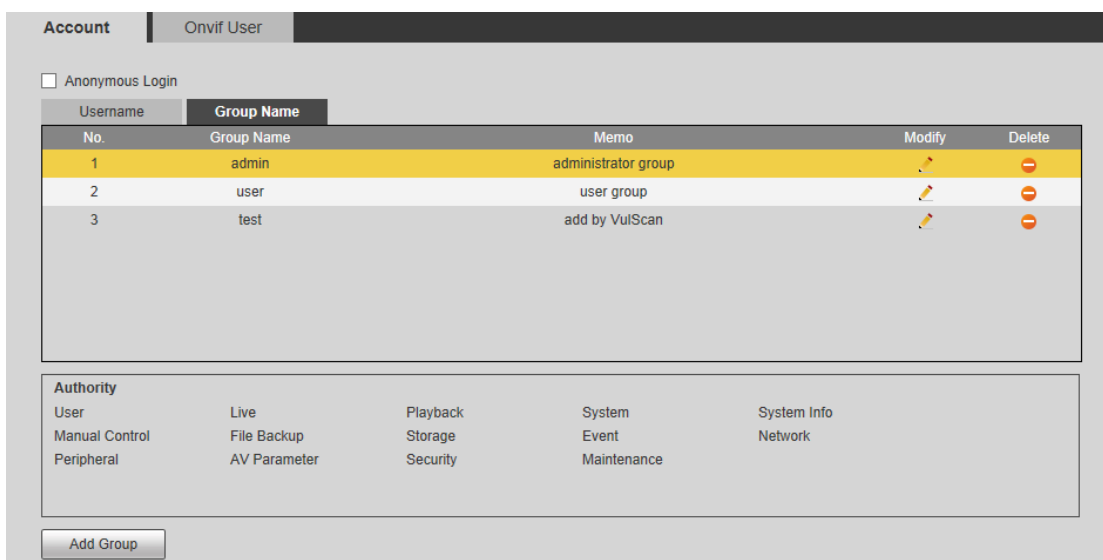 Account Onvif User
Anonymous Login
Username Group Name
No. Group Name Memo Modify Delete
1 admin administrator group
2 user user group
3 test add by VulScan
Authority
User Live Playback System System Info
Manual Control File Backup Storage Event Network
Peripheral AV Parameter Security Maintenance
Add Group